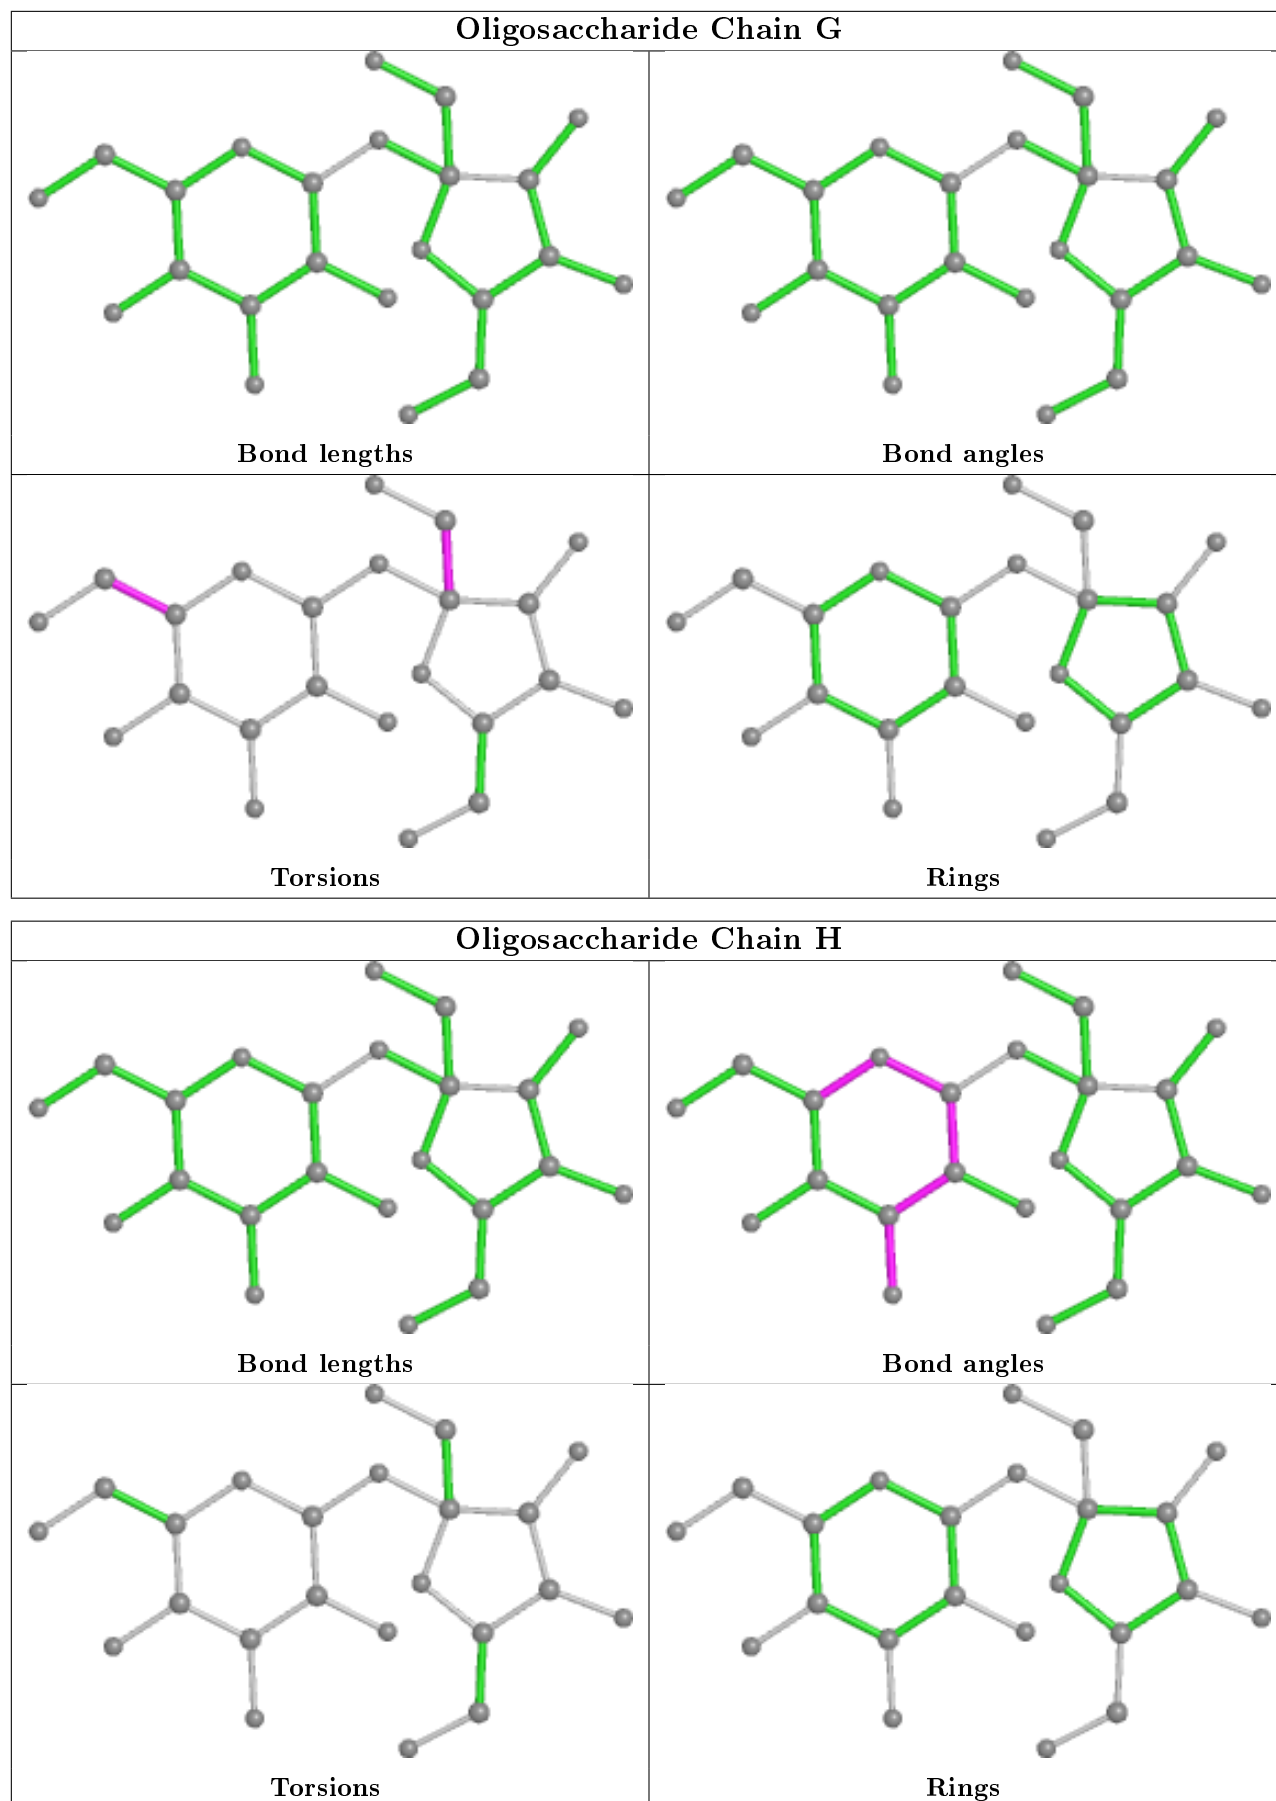 Oligosaccharide Chain G
Bond lengths
Bond angles
Torsions
Rings
Oligosaccharide Chain H
Bond lengths
Bond angles
Torsions
Rings